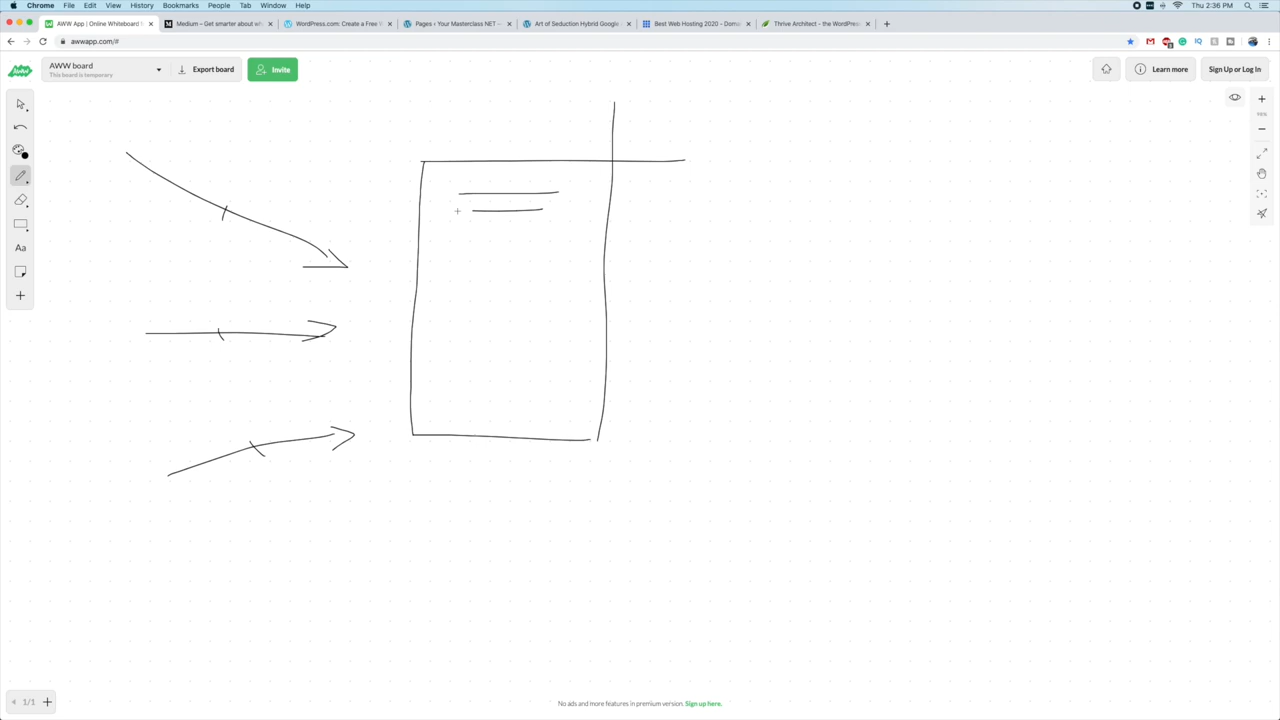 Chrome File Edit View History Bookmarks People Tab Window Help
Thu 2:36 PM
AWW App | Online Whiteboard
Medium – Get smarter about wh
WordPress.com: Create a Free W
Pages ‹ Your Masterclass NET –
Art of Seduction Hybrid Google
Best Web Hosting 2020 - Doma
Thrive Architect - the WordPres
awwapp.com/#
AWW board
This board is temporary
Export board
Invite
Learn more
Sign Up or Log In
Aa
1/1
No ads and more features in premium version. Sign up here.